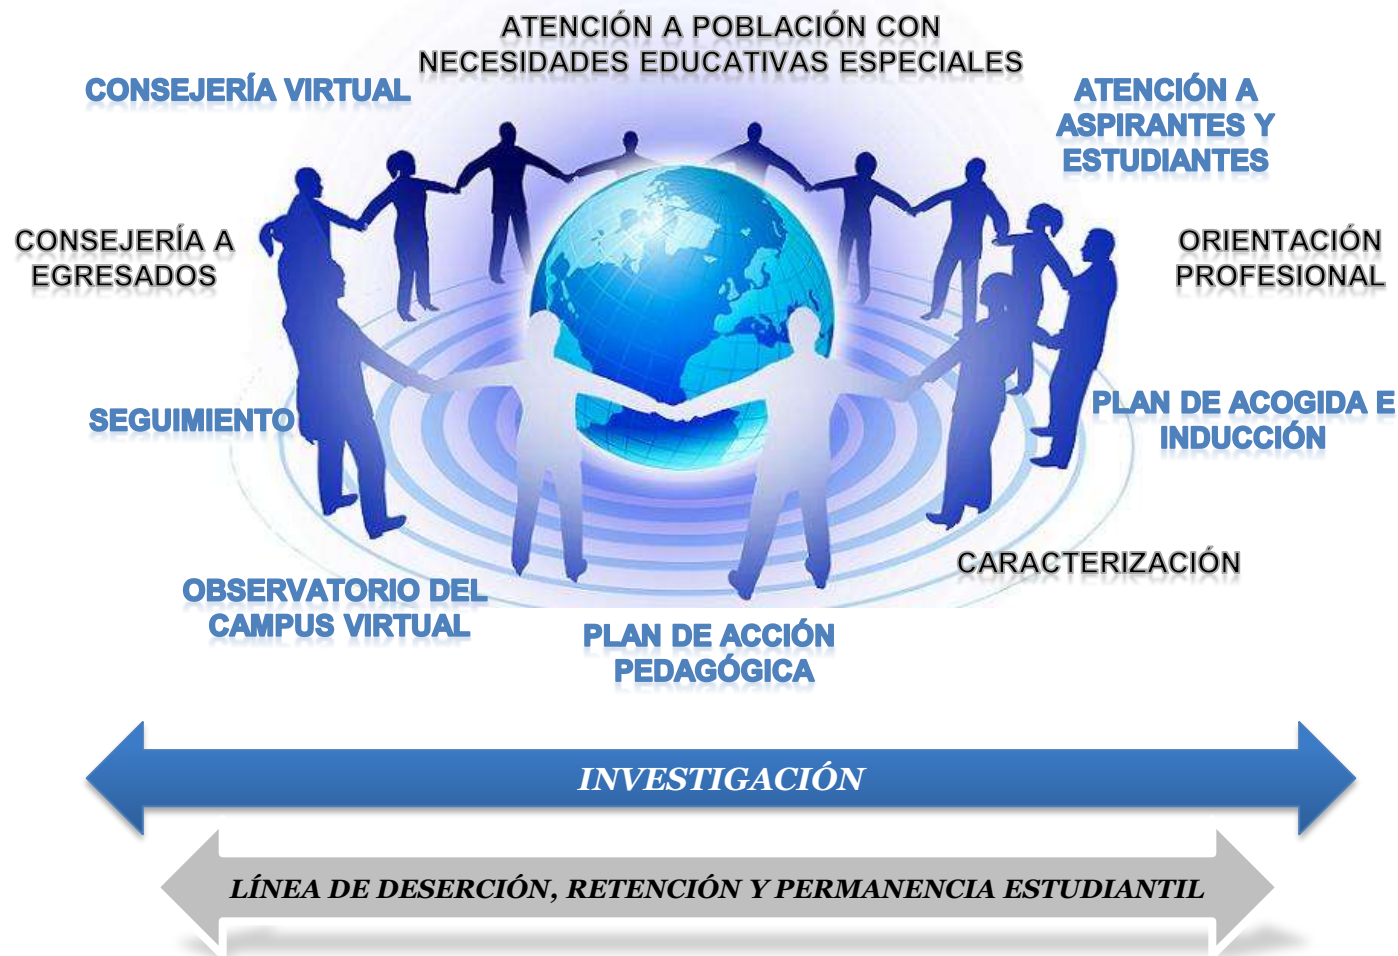 ATENCIÓN A POBLACIÓN CON
NECESIDADES EDUCATIVAS ESPECIALES
CONSEJERÍA VIRTUAL
ATENCIÓN A
ASPIRANTES Y
ESTUDIANTES
CONSEJERÍA A
EGRESADOS
ORIENTACIÓN
PROFESIONAL
SEGUIMIENTO
PLAN DE ACOGIDA E
INDUCCIÓN
CARACTERIZACIÓN
OBSERVATORIO DEL
CAMPUS VIRTUAL
PLAN DE ACCIÓN
PEDAGÓGICA
INVESTIGACIÓN
LÍNEA DE DESERCIÓN, RETENCIÓN Y PERMANENCIA ESTUDIANTIL